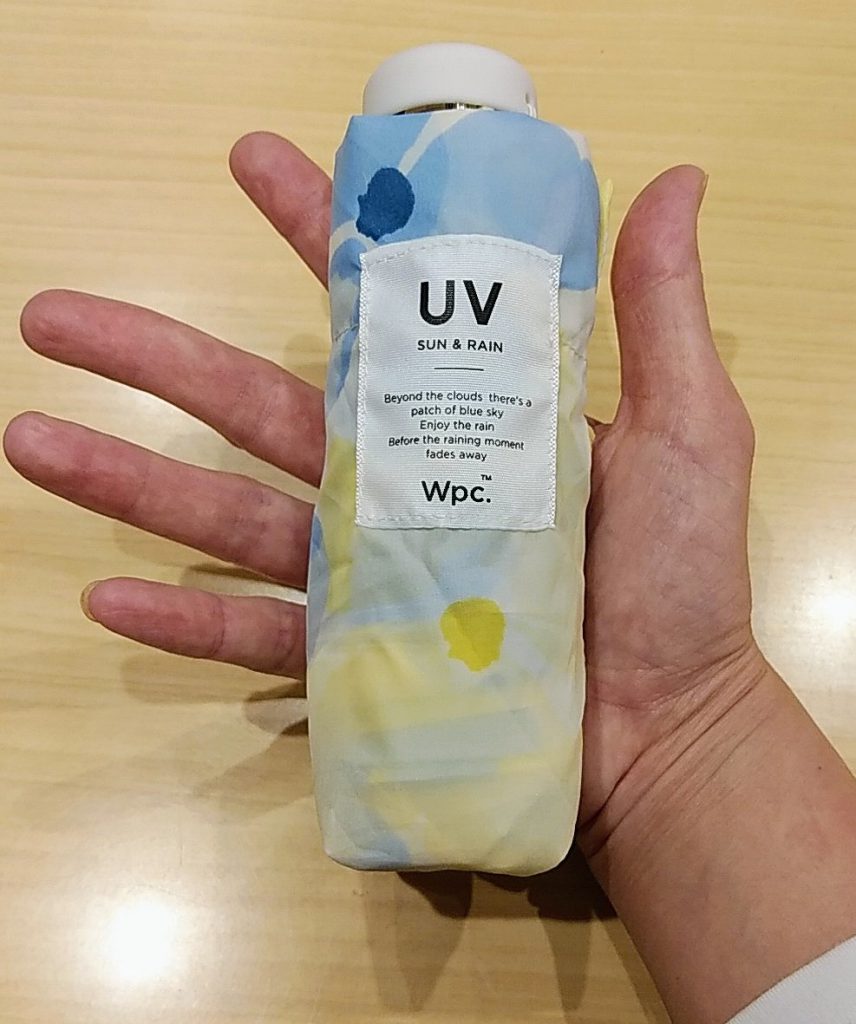 UV
SUN & RAIN
Beyond the clouds there's a
patch of blue sky
Enjoy the rain
Before the raining moment
fades away
Wpc.™